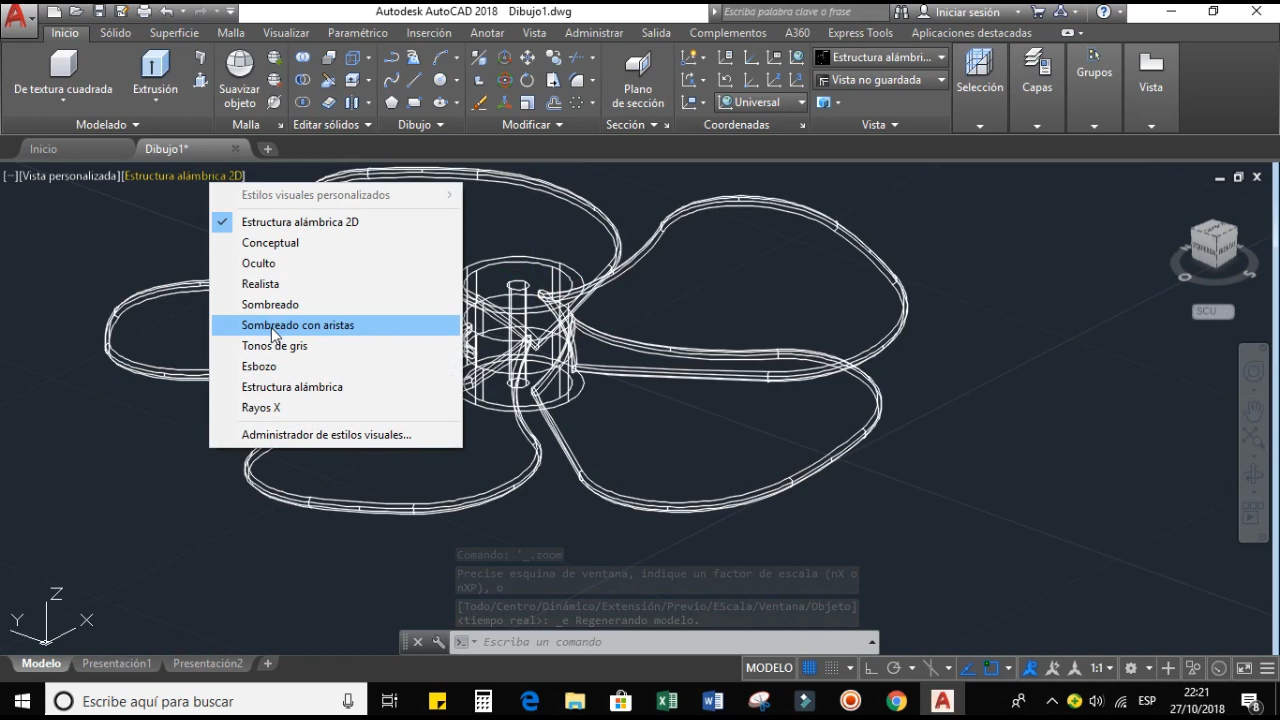 Autodesk AutoCAD 2018 Dibujo1.dwg
Escriba palabra clave o frase
Iniciar sesión
Inicio Sólido Superficie Malla Visualizar Paramétrico Inserción Anotar Vista Administrar Salida Complementos A360 Express Tools Aplicaciones destacadas
De textura cuadrada
Extrusión
Suavizar objeto
Plano de sección
Estructura alámbri...
Vista no guardada
Universal
Selección
Capas
Grupos
Vista
Modelado
Malla
Editar sólidos
Dibujo
Modificar
Sección
Coordenadas
Vista
Inicio
Dibujo1*
[−][Vista personalizada][Estructura alámbrica 2D]
Estilos visuales personalizados
Estructura alámbrica 2D
Conceptual
Oculto
Realista
Sombreado
Sombreado con aristas
Tonos de gris
Esbozo
Estructura alámbrica
Rayos X
Administrador de estilos visuales...
O
S
SCU
Z
Y
X
Comando: '_.zoom
Precise esquina de ventana, indique un factor de escala (nX o
nXP), o
[Todo/Centro/Dinámico/Extensión/Previo/EScala/Ventana/Objeto]
<tiempo real>: _e Regenerando modelo.
Escriba un comando
Modelo Presentación1 Presentación2
MODELO
1:1
Escribe aquí para buscar
ESP
22:21
27/10/2018
8